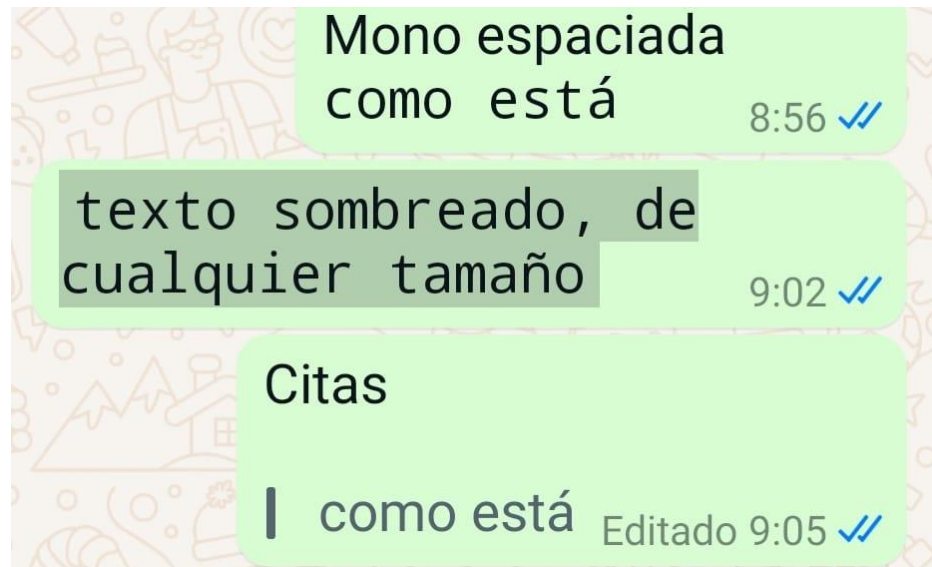 Mono espaciada
como está
8:56
texto sombreado, de
cualquier tamaño
9:02
Citas
como está
Editado 9:05